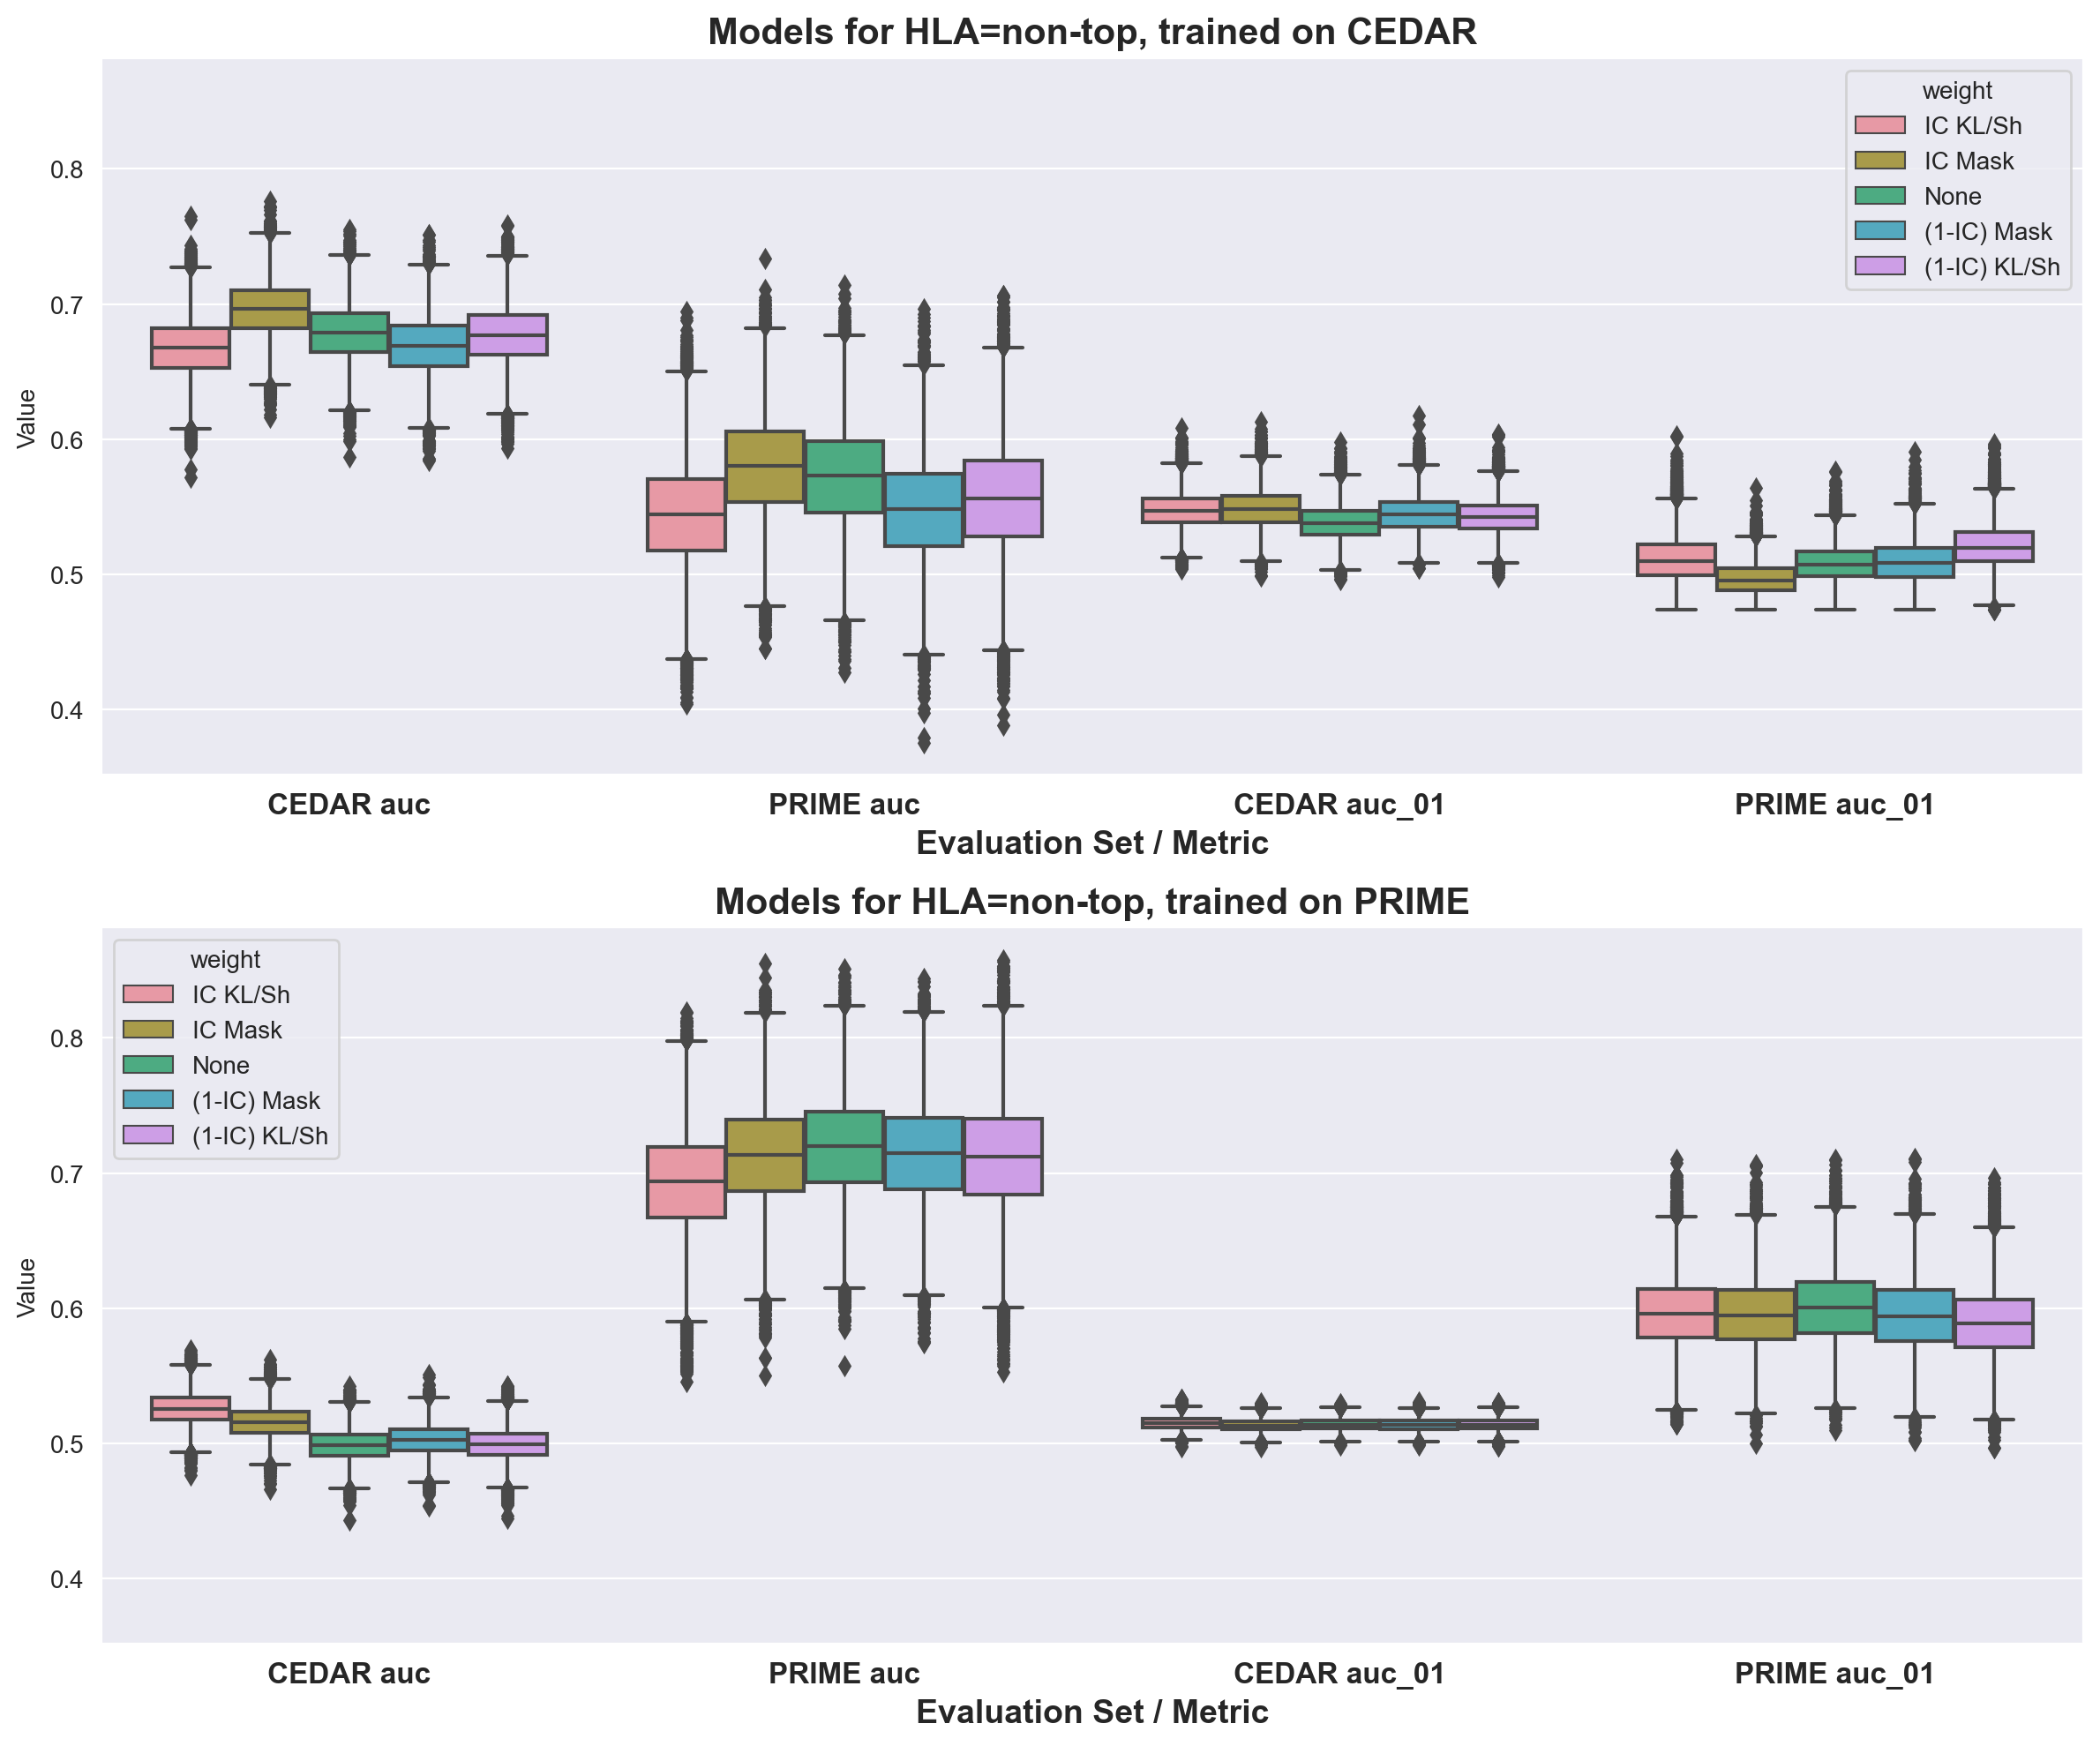 Models for HLA=non-top, trained on CEDAR
weight
IC KL/Sh
IC Mask
None
(1-IC) Mask
(1-IC) KL/Sh
Value
0.8
0.7
0.6
0.5
0.4
CEDAR auc
PRIME auc
CEDAR auc_01
PRIME auc_01
Evaluation Set / Metric
Models for HLA=non-top, trained on PRIME
weight
IC KL/Sh
IC Mask
None
(1-IC) Mask
(1-IC) KL/Sh
Value
0.8
0.7
0.6
0.5
0.4
CEDAR auc
PRIME auc
CEDAR auc_01
PRIME auc_01
Evaluation Set / Metric